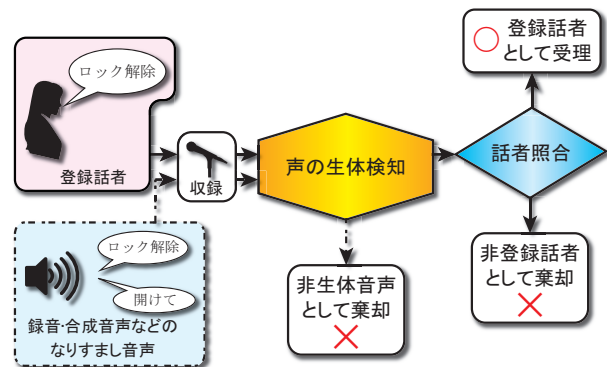 ロック解除
登録話者
収録
ロック解除
開けて
録音・合成音声などの
なりすまし音声
声の生体検知
非生体音声
として棄却
話者照合
登録話者
として受理
非登録話者
として棄却